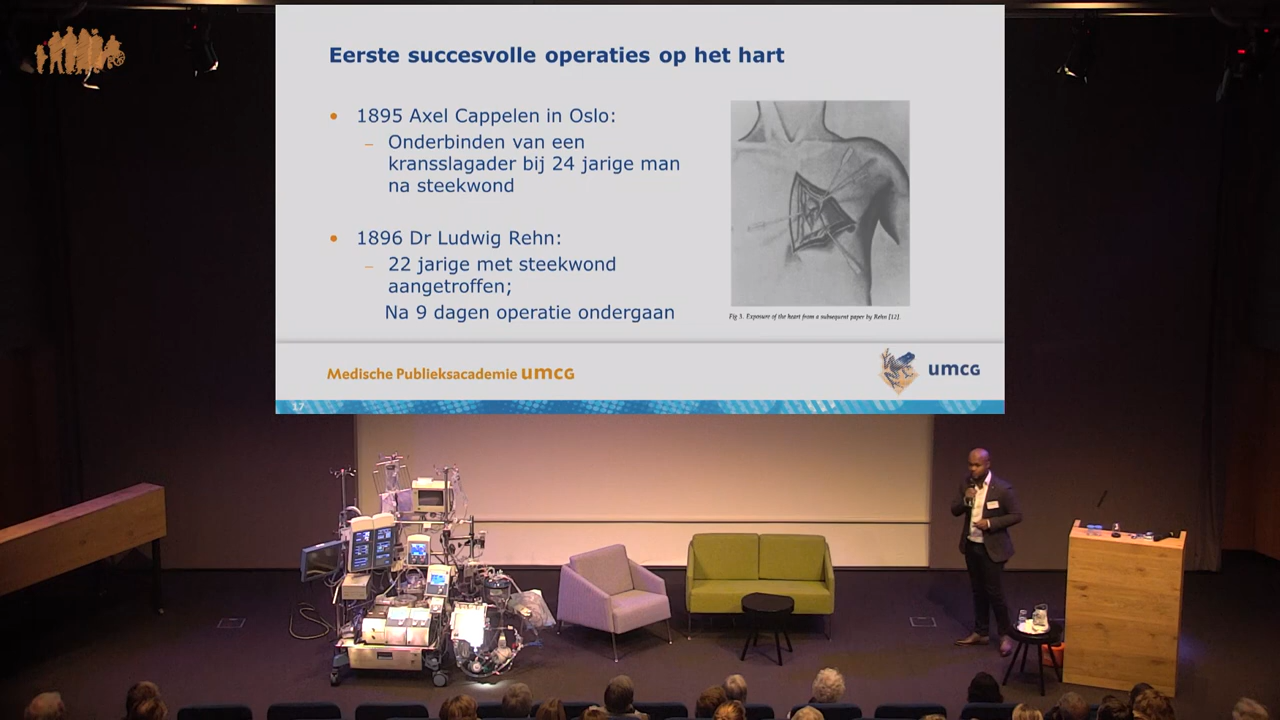 Eerste succesvolle operaties op het hart
• 1895 Axel Cappelen in Oslo:
– Onderbinden van een
kransslagader bij 24 jarige man
na steekwond
• 1896 Dr Ludwig Rehn:
– 22 jarige met steekwond
aangetroffen;
Na 9 dagen operatie ondergaan
Fig 3. Exposure of the heart from a subsequent paper by Rehn [12].
Medische Publieksacademie umcg
umcg
17